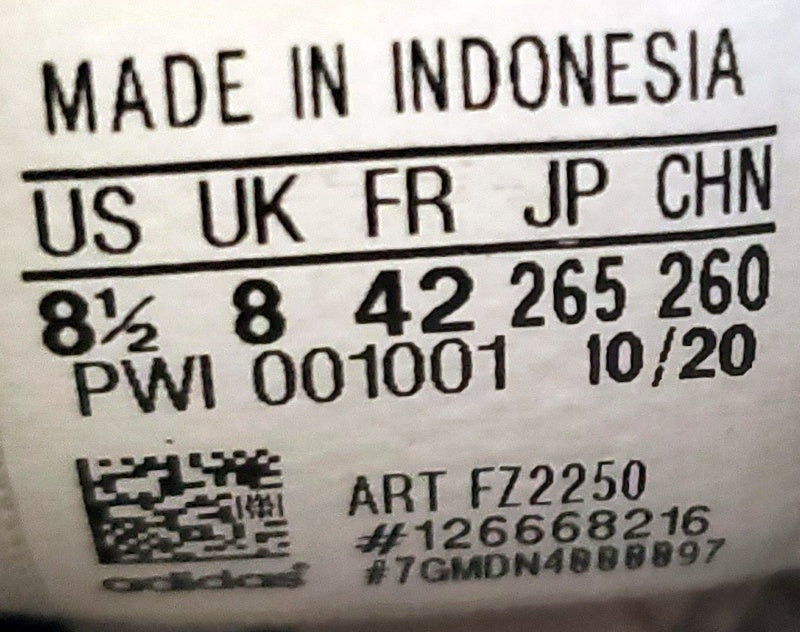 MADE IN INDONESIA
US UK FR JP CHN
8½ 8 42 265 260
PWI 001001 10/20
ART FZ2250
#126668216
adidas